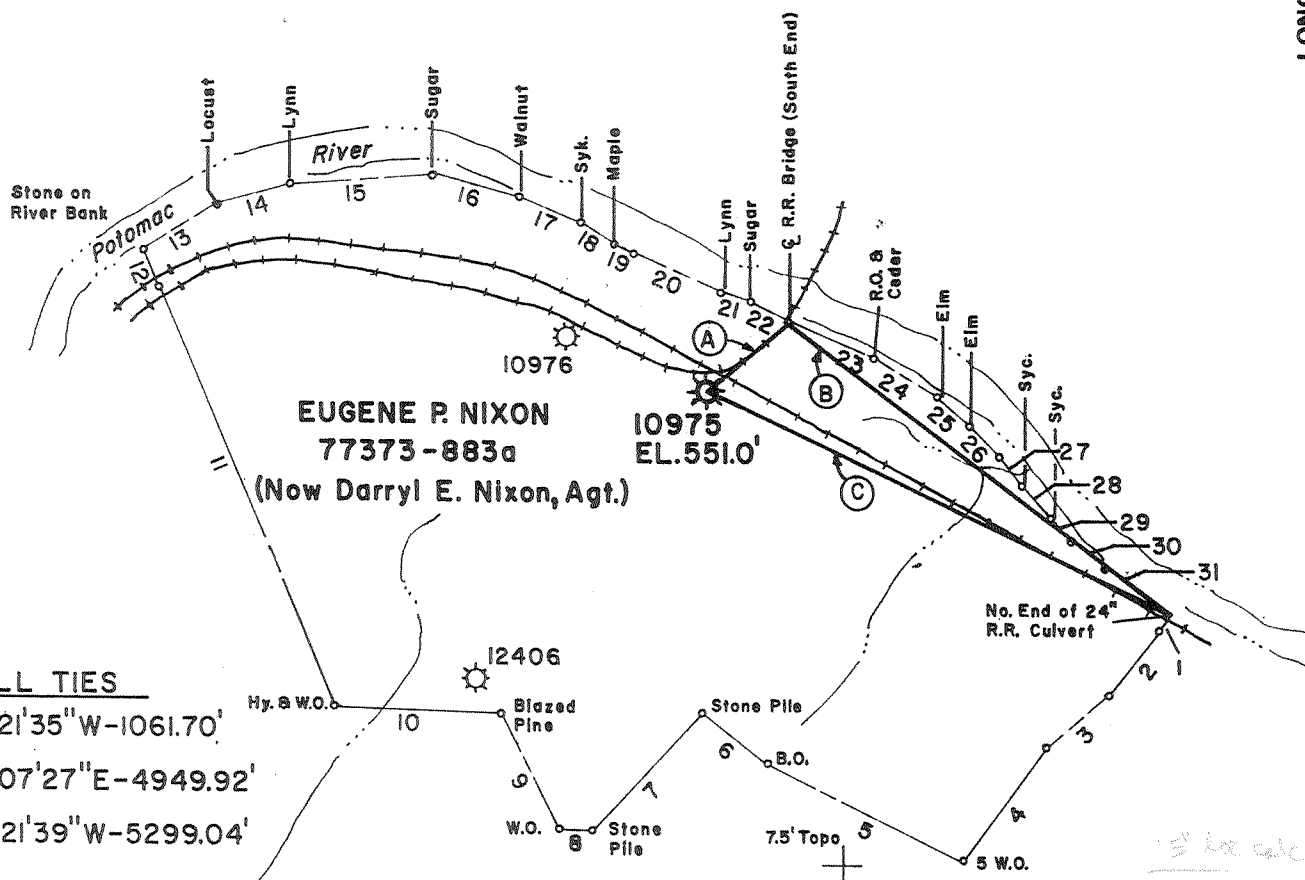 LONG
Locust
Lynn
Sugar
Walnut
Syk.
Maple
Lynn
Sugar
℄ R.R. Bridge (South End)
R.O. &
Cedar
Elm
Elm
Syc.
Syc.
Stone on
River Bank
Potomac
River
12
13
14
15
16
17
18
19
20
21
22
23
24
25
26
27
28
29
30
31
A
B
C
10976
10975
EL.551.0'
EUGENE P. NIXON
77373-883a
(Now Darryl E. Nixon, Agt.)
11
No. End of 24"
R.R. Culvert
1
2
3
4
5
6
7
8
9
10
12406
Hy. & W.O.
Blazed
Pine
Stone Pile
B.O.
W.O.
Stone
Pile
7.5' Topo
5 W.O.
LL TIES
21'35"W-1061.70'
07'27"E-4949.92'
21'39"W-5299.04'